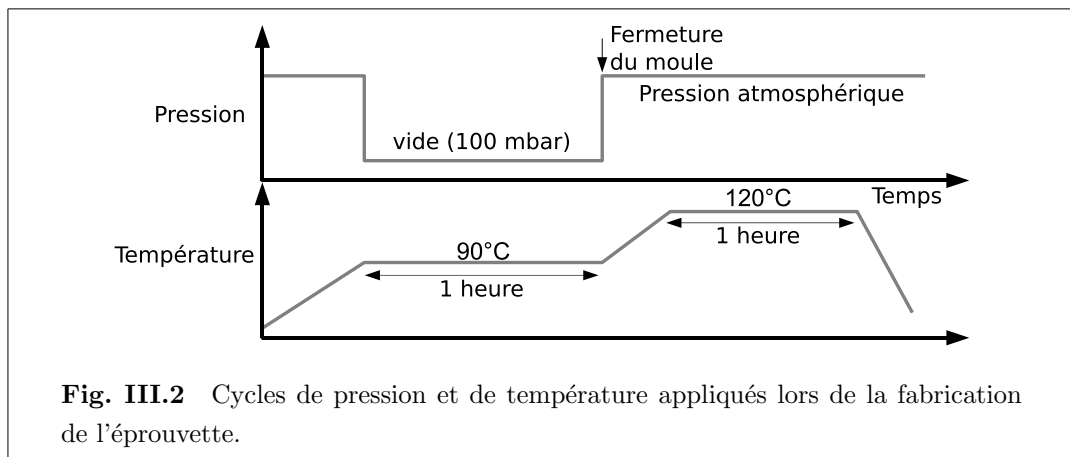 Fermeture
du moule
Pression atmosphérique
Pression
vide (100 mbar)
Temps
120°C
1 heure
Température
90°C
1 heure
Fig. III.2 Cycles de pression et de température appliqués lors de la fabrication
de l'éprouvette.